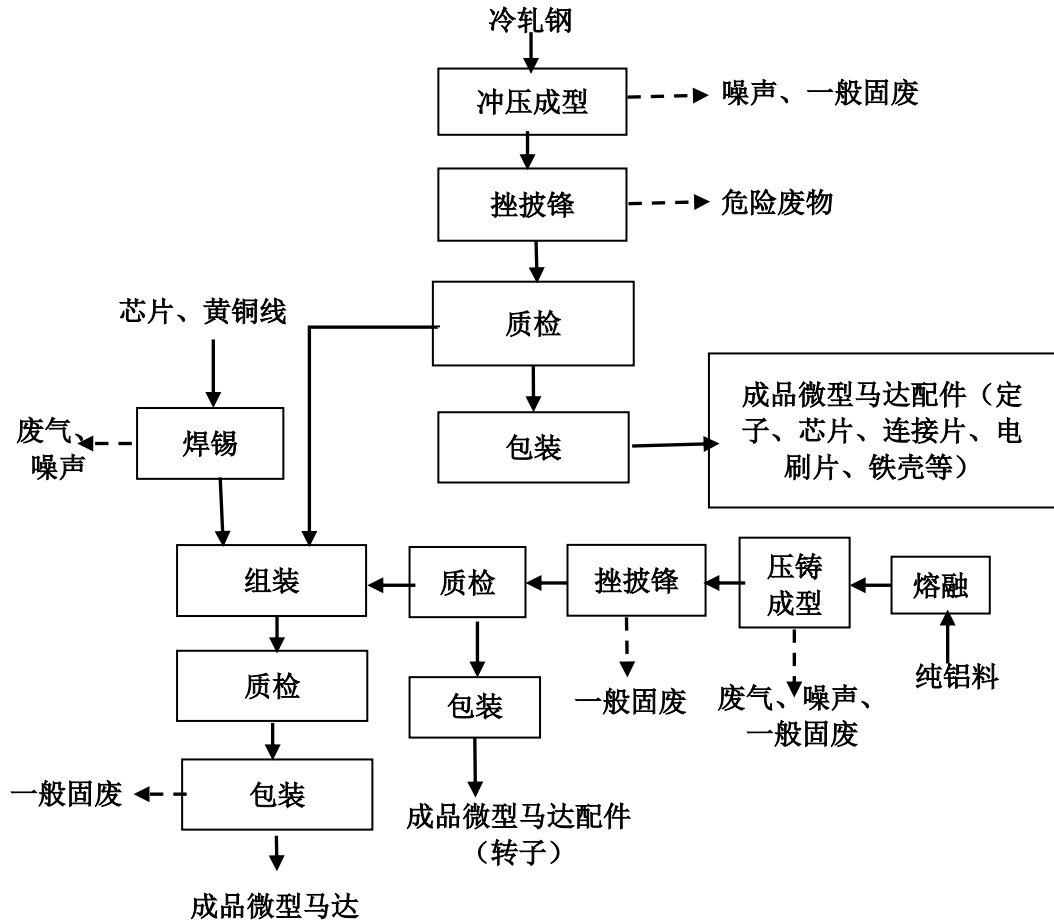 冷轧钢
冲压成型
噪声、一般固废
挫披锋
危险废物
质检
芯片、黄铜线
包装
成品微型马达配件（定
子、芯片、连接片、电
刷片、铁壳等）
废气、
噪声
焊锡
组装
质检
挫披锋
压铸
成型
熔融
纯铝料
质检
包装
一般固废
废气、噪声、
一般固废
一般固废
包装
成品微型马达配件
（转子）
成品微型马达